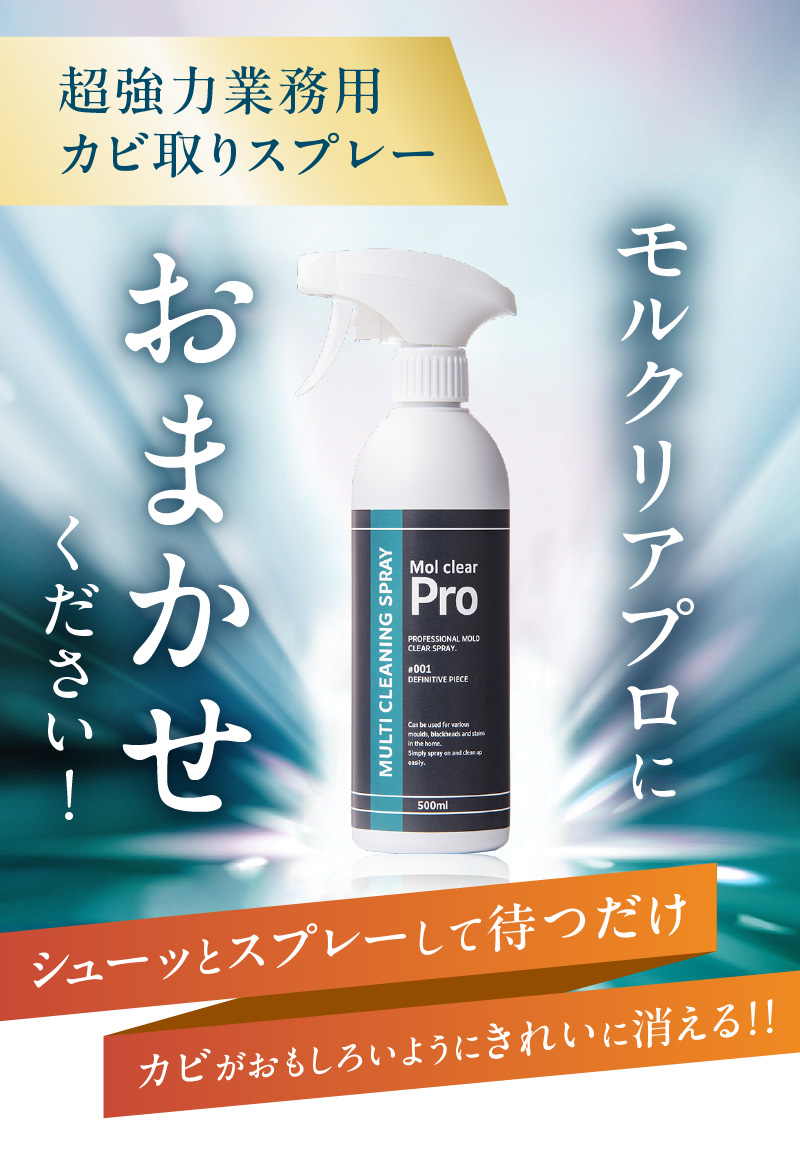 超強力業務用
カビ取りスプレー
モルクリアプロに
おまかせ
ください！
MULTI CLEANING SPRAY
Mol clear
Pro
PROFESSIONAL MOLD
CLEAR SPRAY.
#001
DEFINITIVE PIECE
Can be used for various
moulds, blackheads and stains
in the home.
Simply spray on and clean up
easily.
500ml
シューッとスプレーして待つだけ
カビがおもしろいようにきれいに消える!!